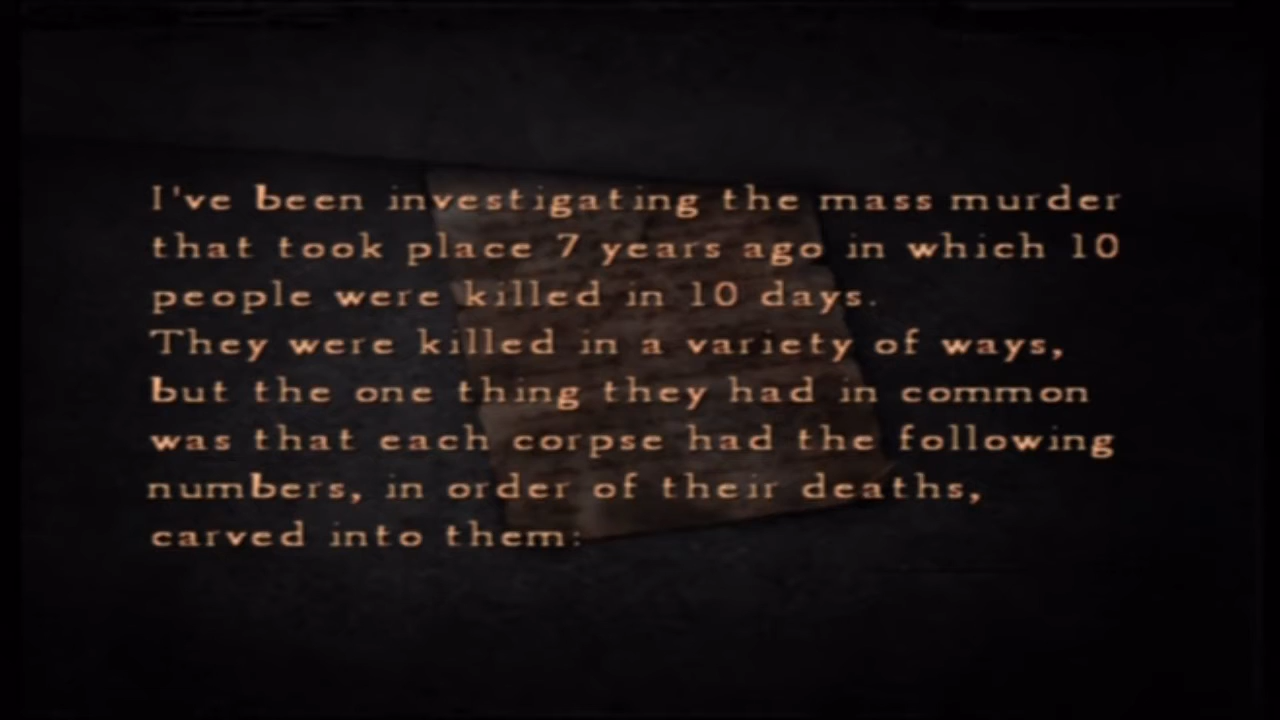 I've been investigating the mass murder
that took place 7 years ago in which 10
people were killed in 10 days.
They were killed in a variety of ways,
but the one thing they had in common
was that each corpse had the following
numbers, in order of their deaths,
carved into them: